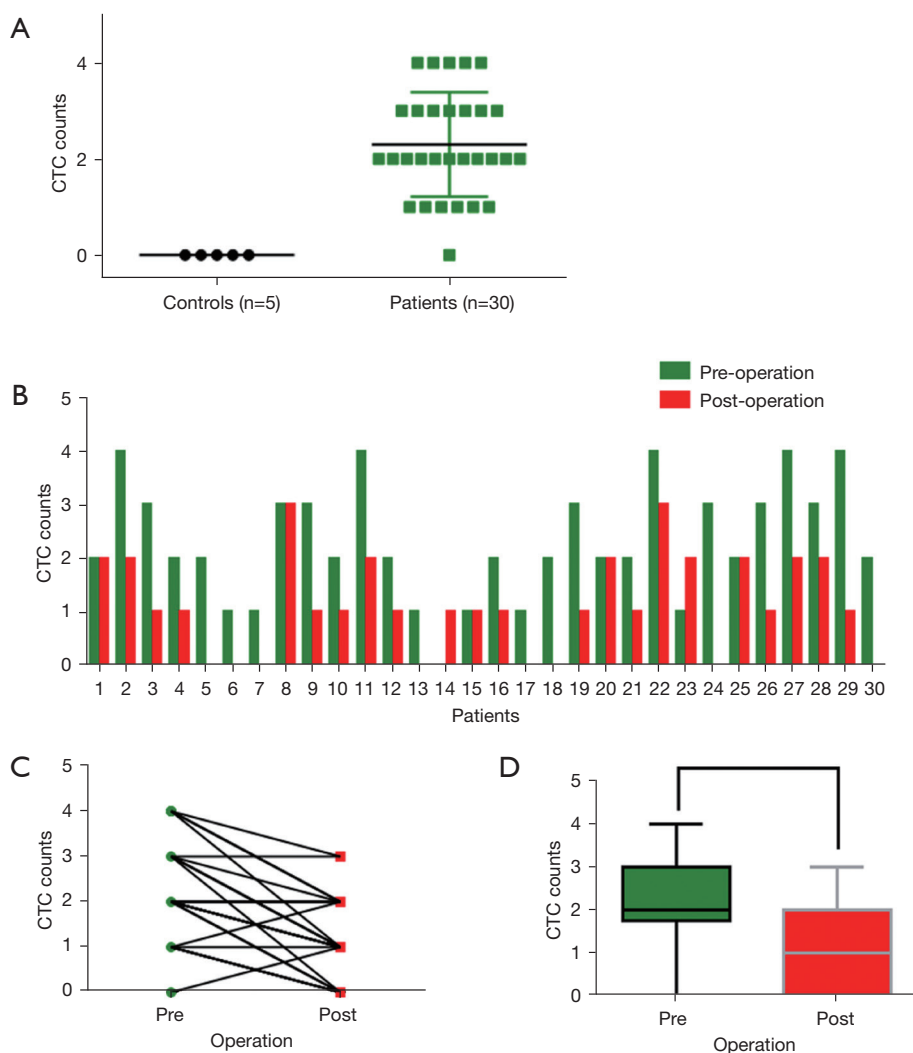 A
CTC counts
4
2
0
Controls (n=5)
Patients (n=30)
B
Pre-operation
Post-operation
CTC counts
5
4
3
2
1
0
1 2 3 4 5 6 7 8 9 10 11 12 13 14 15 16 17 18 19 20 21 22 23 24 25 26 27 28 29 30
Patients
C
CTC counts
5
4
3
2
1
0
Pre
Post
Operation
D
CTC counts
5
4
3
2
1
0
Pre
Post
Operation